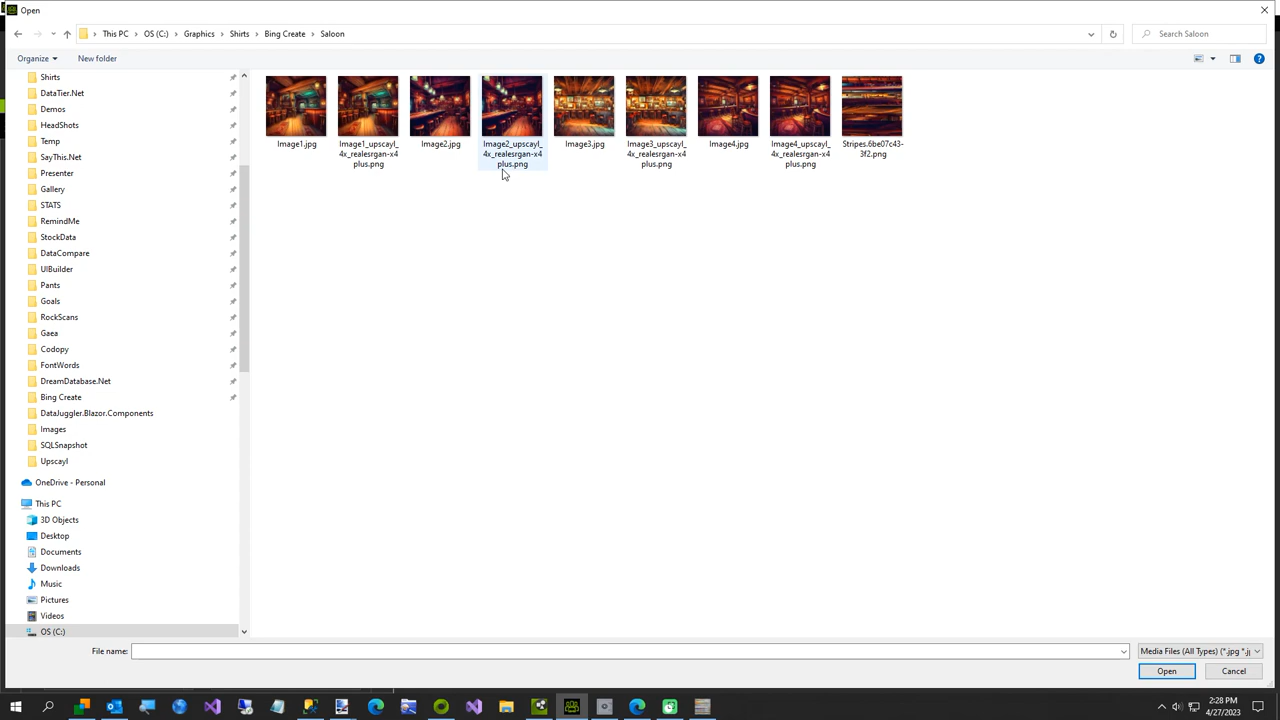 Open
This PC
OS (C:)
Graphics
Shirts
Bing Create
Saloon
Search Saloon
Organize
New folder
Shirts
DataTier.Net
Demos
HeadShots
Temp
SayThis.Net
Presenter
Gallery
STATS
RemindMe
StockData
DataCompare
UIBuilder
Pants
Goals
RockScans
Gaea
Codopy
FontWords
DreamDatabase.Net
Bing Create
DataJuggler.Blazor.Components
Images
SQLSnapshot
Upscayl
OneDrive - Personal
This PC
3D Objects
Desktop
Documents
Downloads
Music
Pictures
Videos
OS (C:)
Image1.jpg
Image1_upscayl_
4x_realesrgan-x4
plus.png
Image2.jpg
Image2_upscayl_
4x_realesrgan-x4
plus.png
Image3.jpg
Image3_upscayl_
4x_realesrgan-x4
plus.png
Image4.jpg
Image4_upscayl_
4x_realesrgan-x4
plus.png
Stripes.6be07c43-
3f2.png
File name:
Media Files (All Types) (*.jpg *.j
Open
Cancel
2:28 PM
4/27/2023